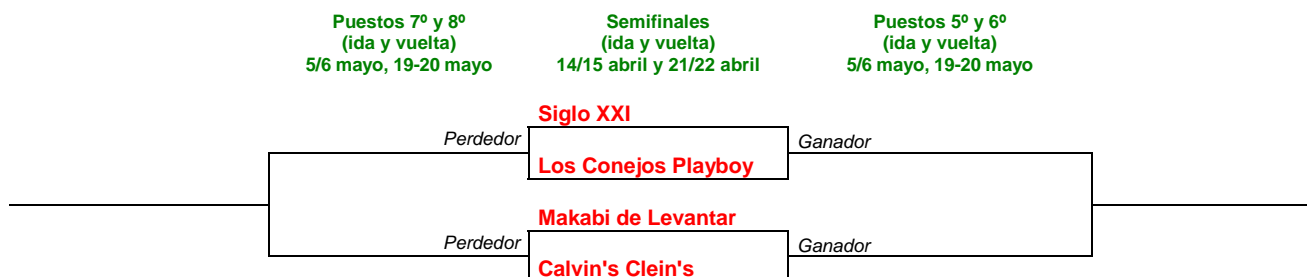 Puestos 7º y 8º
(ida y vuelta)
5/6 mayo, 19-20 mayo
Semifinales
(ida y vuelta)
14/15 abril y 21/22 abril
Puestos 5º y 6º
(ida y vuelta)
5/6 mayo, 19-20 mayo
Siglo XXI
Perdedor
Ganador
Los Conejos Playboy
Makabi de Levantar
Perdedor
Ganador
Calvin's Clein's